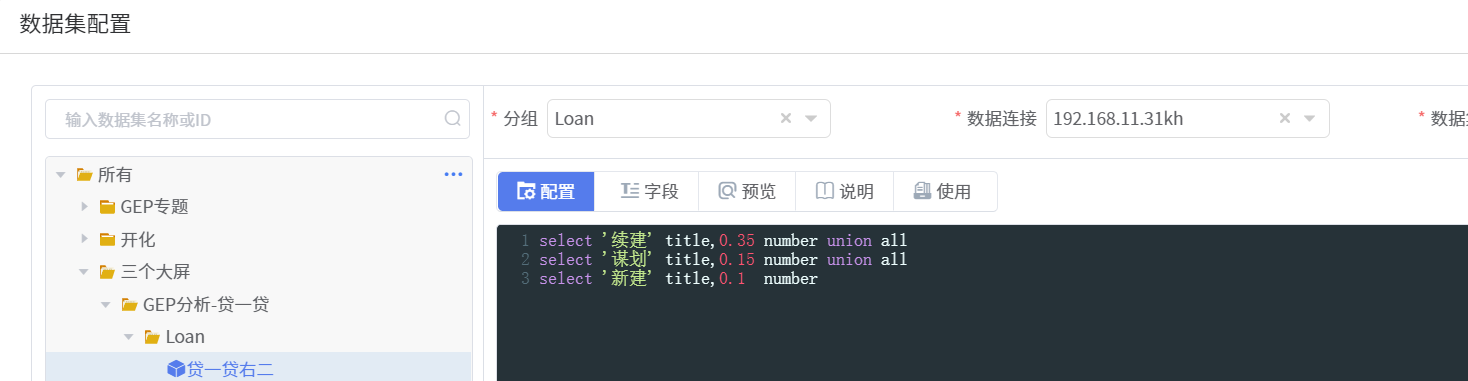 数据集配置
输入数据集名称或ID
* 分组 Loan
* 数据连接 192.168.11.31kh
* 数据
所有
GEP专题
开化
三个大屏
GEP分析-贷一贷
Loan
贷一贷右二
配置 字段 预览 说明 使用
1 select '续建' title,0.35 number union all
2 select '谋划' title,0.15 number union all
3 select '新建' title,0.1  number